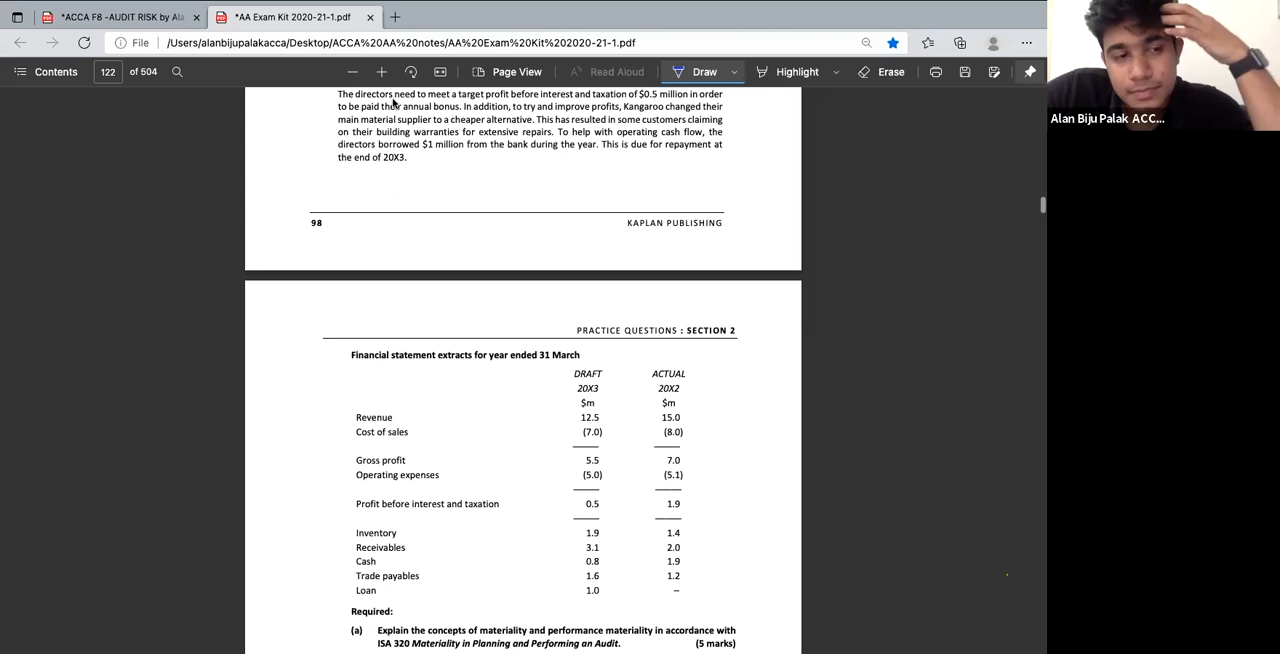 *ACCA F8 -AUDIT RISK by Ala
*AA Exam Kit 2020-21-1.pdf
File
/Users/alanbijupalakacca/Desktop/ACCA%20AA%20notes/AA%20Exam%20Kit%202020-21-1.pdf
Contents 122 of 504 Page View Read Aloud Draw Highlight Erase
Alan Biju Palak ACC...
The directors need to meet a target profit before interest and taxation of $0.5 million in order
to be paid their annual bonus. In addition, to try and improve profits, Kangaroo changed their
main material supplier to a cheaper alternative. This has resulted in some customers claiming
on their building warranties for extensive repairs. To help with operating cash flow, the
directors borrowed $1 million from the bank during the year. This is due for repayment at
the end of 20X3.
98 KAPLAN PUBLISHING
PRACTICE QUESTIONS : SECTION 2
Financial statement extracts for year ended 31 March
DRAFT ACTUAL
20X3 20X2
$m $m
Revenue 12.5 15.0
Cost of sales (7.0) (8.0)
Gross profit 5.5 7.0
Operating expenses (5.0) (5.1)
Profit before interest and taxation 0.5 1.9
Inventory 1.9 1.4
Receivables 3.1 2.0
Cash 0.8 1.9
Trade payables 1.6 1.2
Loan 1.0 –
Required:
(a) Explain the concepts of materiality and performance materiality in accordance with
ISA 320 Materiality in Planning and Performing an Audit. (5 marks)